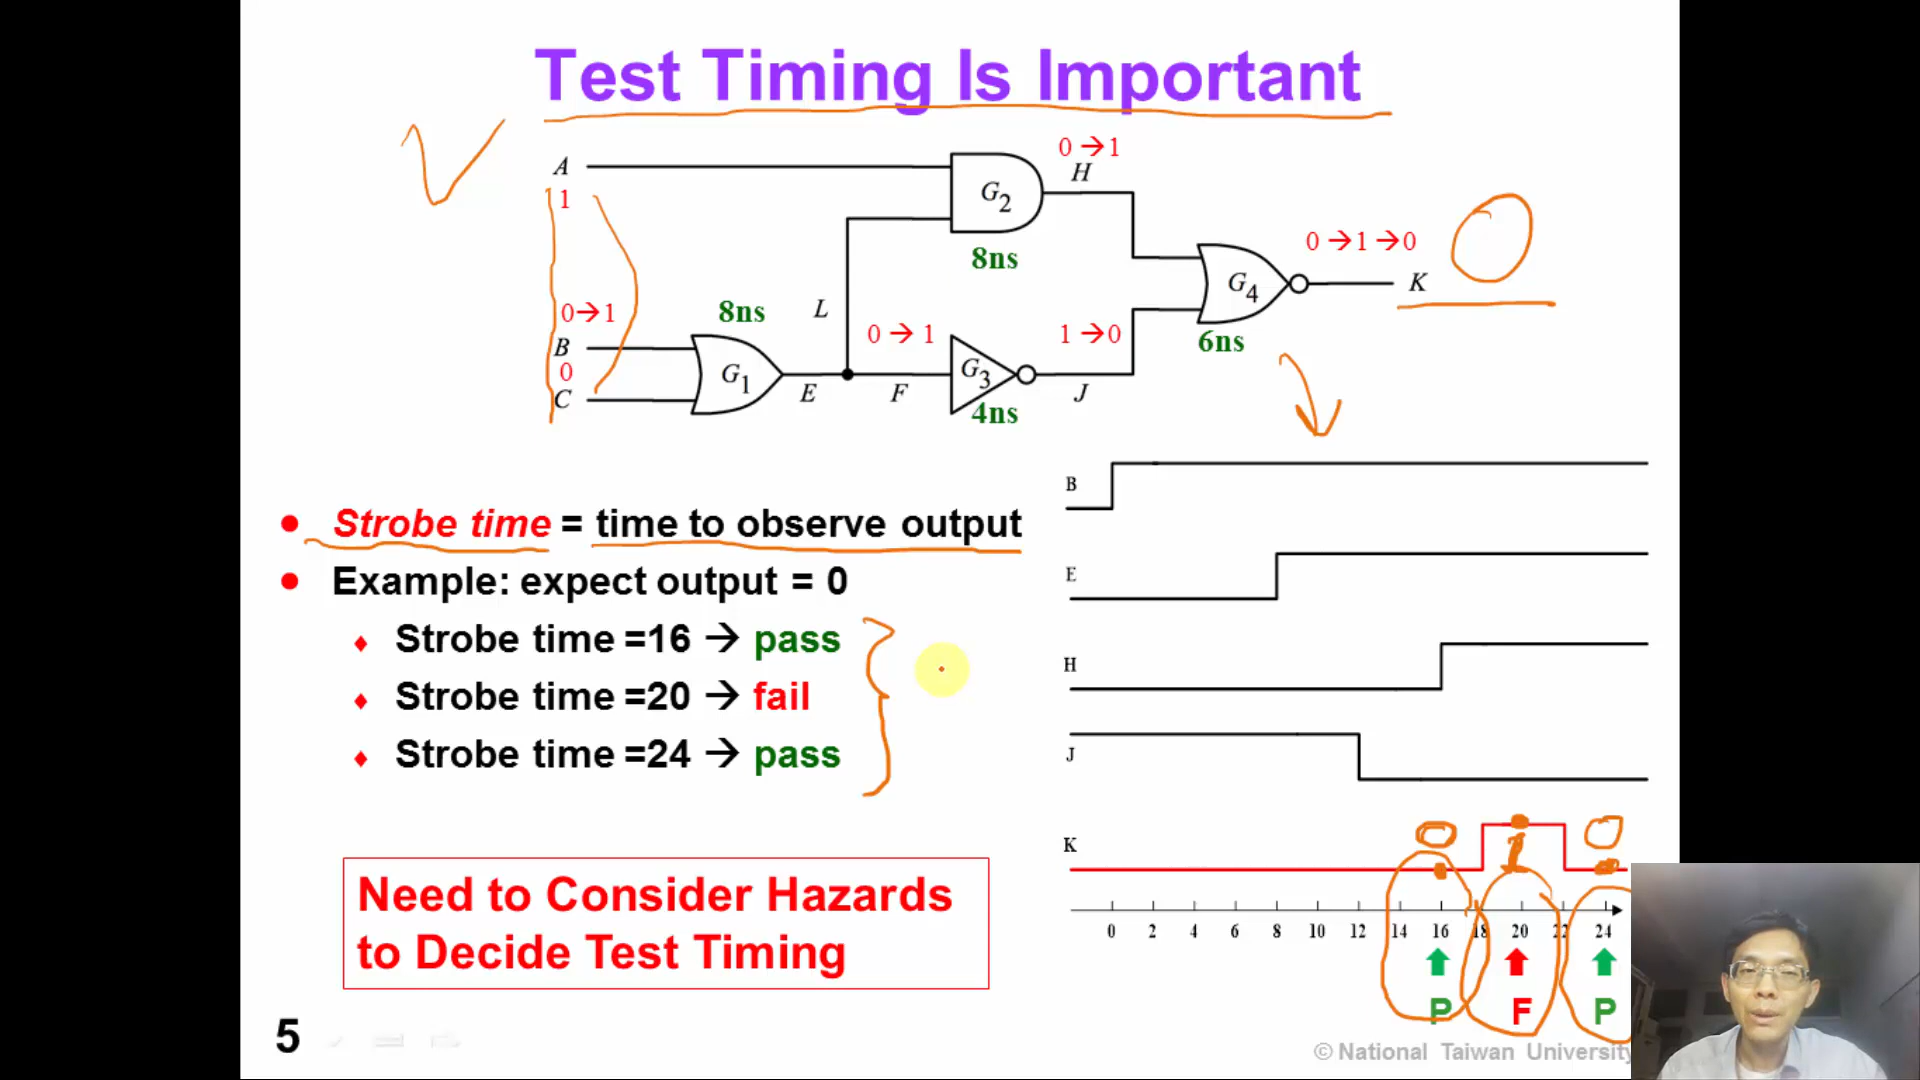 Test Timing Is Important
0→1
A
H
1
G2
0→1→0
8ns
G4
K
0→1
8ns
L
0→1
1→0
6ns
B
0
G1
G3
C
E
F
J
4ns
B
Strobe time = time to observe output
E
Example: expect output = 0
Strobe time =16 → pass
H
Strobe time =20 → fail
Strobe time =24 → pass
J
0 1 0
K
Need to Consider Hazards
to Decide Test Timing
0 2 4 6 8 10 12 14 16 18 20 22 24
P F P
5
© National Taiwan University